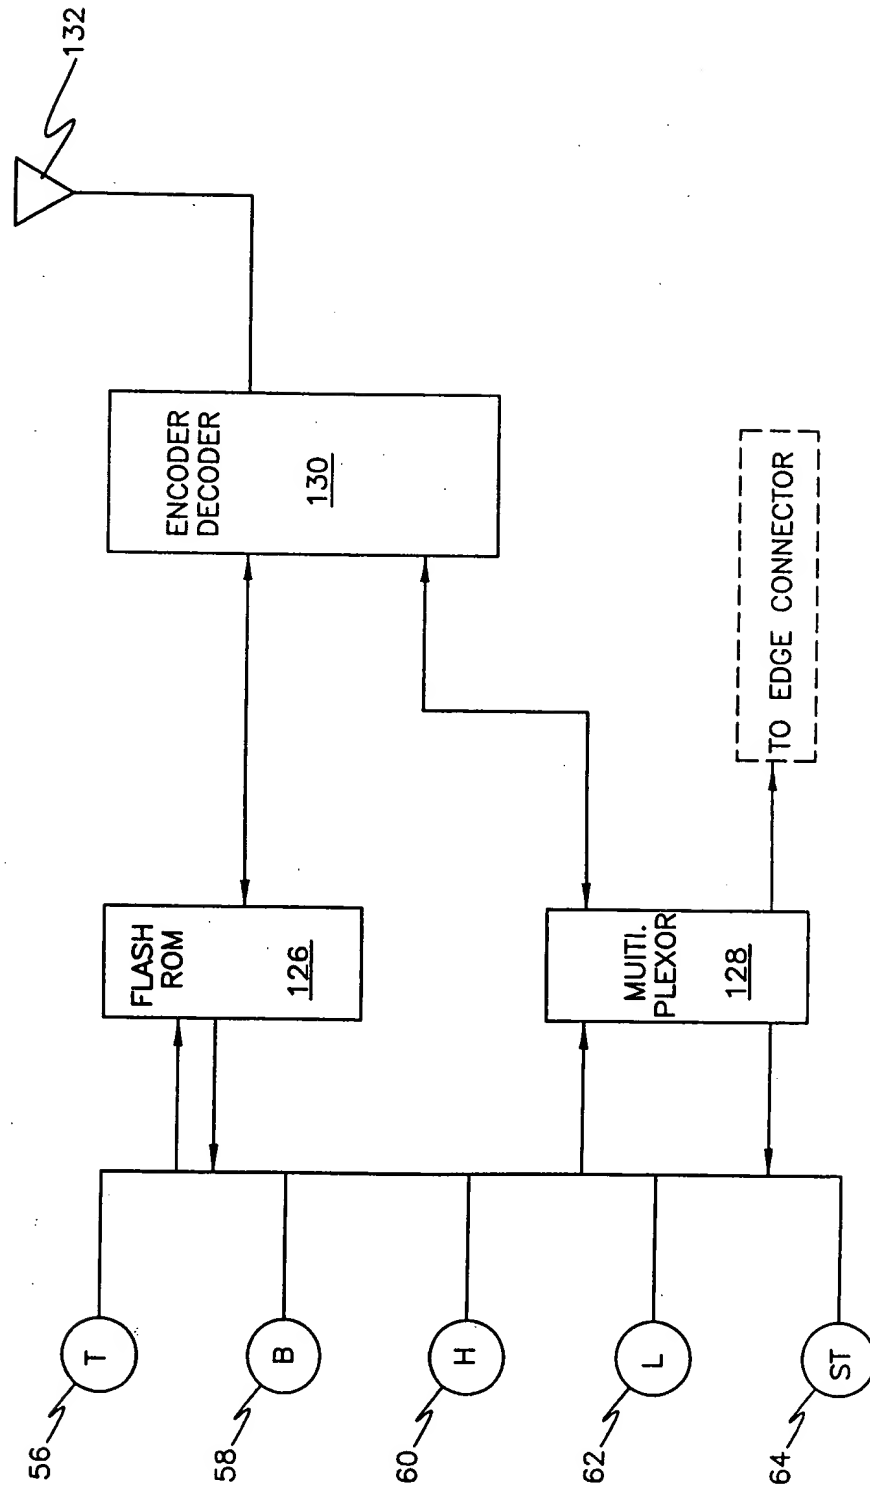 132
ENCODER
DECODER
130
FLASH
ROM
126
MUITI.
PLEXOR
128
TO EDGE CONNECTOR
56
T
58
B
60
H
62
L
64
ST